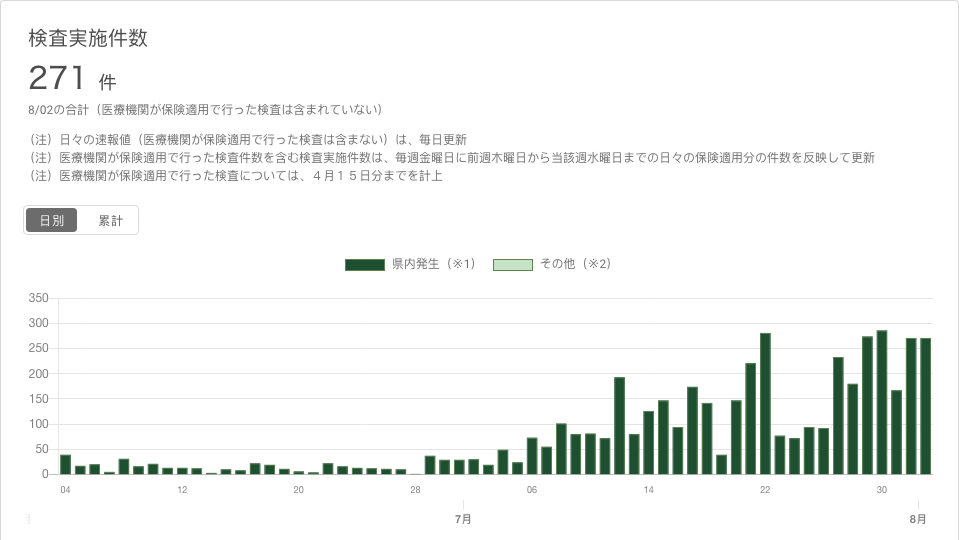 検査実施件数
271 件
8/02の合計（医療機関が保険適用で行った検査は含まれていない）
（注）日々の速報値（医療機関が保険適用で行った検査は含まない）は、毎日更新
（注）医療機関が保険適用で行った検査件数を含む検査実施件数は、毎週金曜日に前週木曜日から当該週水曜日までの日々の保険適用分の件数を反映して更新
（注）医療機関が保険適用で行った検査については、４月１５日分までを計上
日別 累計
県内発生（※1） その他（※2）
350
300
250
200
150
100
50
0
04 12 20 28 06 14 22 30
7月 8月